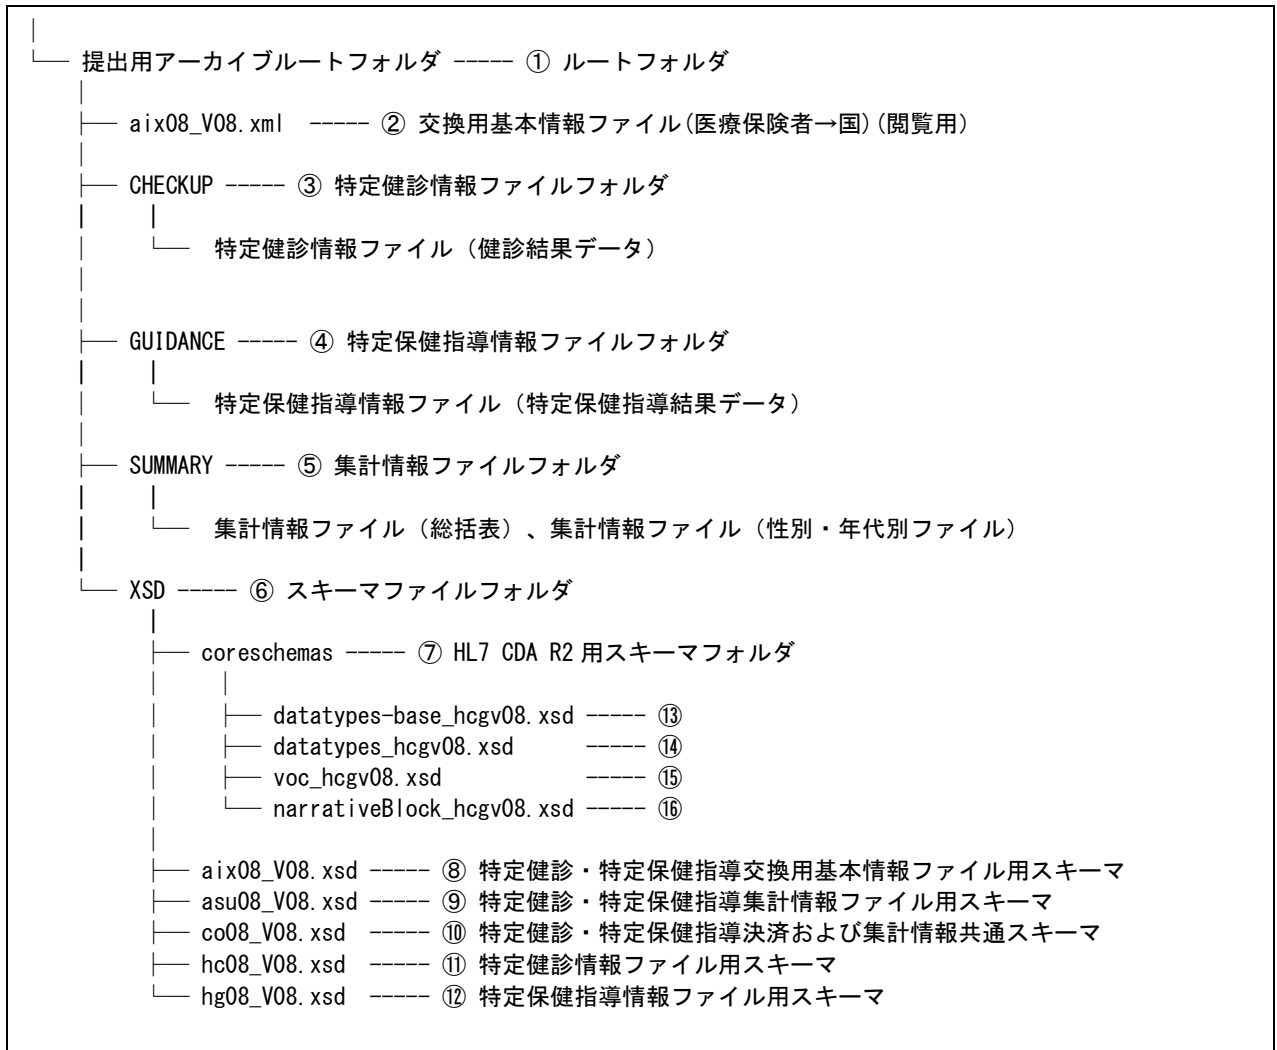 提出用アーカイブルートフォルダ ----- ① ルートフォルダ
aix08_V08.xml ----- ② 交換用基本情報ファイル(医療保険者→国)(閲覧用)
CHECKUP ----- ③ 特定健診情報ファイルフォルダ
特定健診情報ファイル（健診結果データ）
GUIDANCE ----- ④ 特定保健指導情報ファイルフォルダ
特定保健指導情報ファイル（特定保健指導結果データ）
SUMMARY ----- ⑤ 集計情報ファイルフォルダ
集計情報ファイル（総括表）、集計情報ファイル（性別・年代別ファイル）
XSD ----- ⑥ スキーマファイルフォルダ
coreschemas ----- ⑦ HL7 CDA R2 用スキーマフォルダ
datatypes-base_hcgv08.xsd ----- ⑬
datatypes_hcgv08.xsd ----- ⑭
voc_hcgv08.xsd ----- ⑮
narrativeBlock_hcgv08.xsd ----- ⑯
aix08_V08.xsd ----- ⑧ 特定健診・特定保健指導交換用基本情報ファイル用スキーマ
asu08_V08.xsd ----- ⑨ 特定健診・特定保健指導集計情報ファイル用スキーマ
co08_V08.xsd ----- ⑩ 特定健診・特定保健指導決済および集計情報共通スキーマ
hc08_V08.xsd ----- ⑪ 特定健診情報ファイル用スキーマ
hg08_V08.xsd ----- ⑫ 特定保健指導情報ファイル用スキーマ